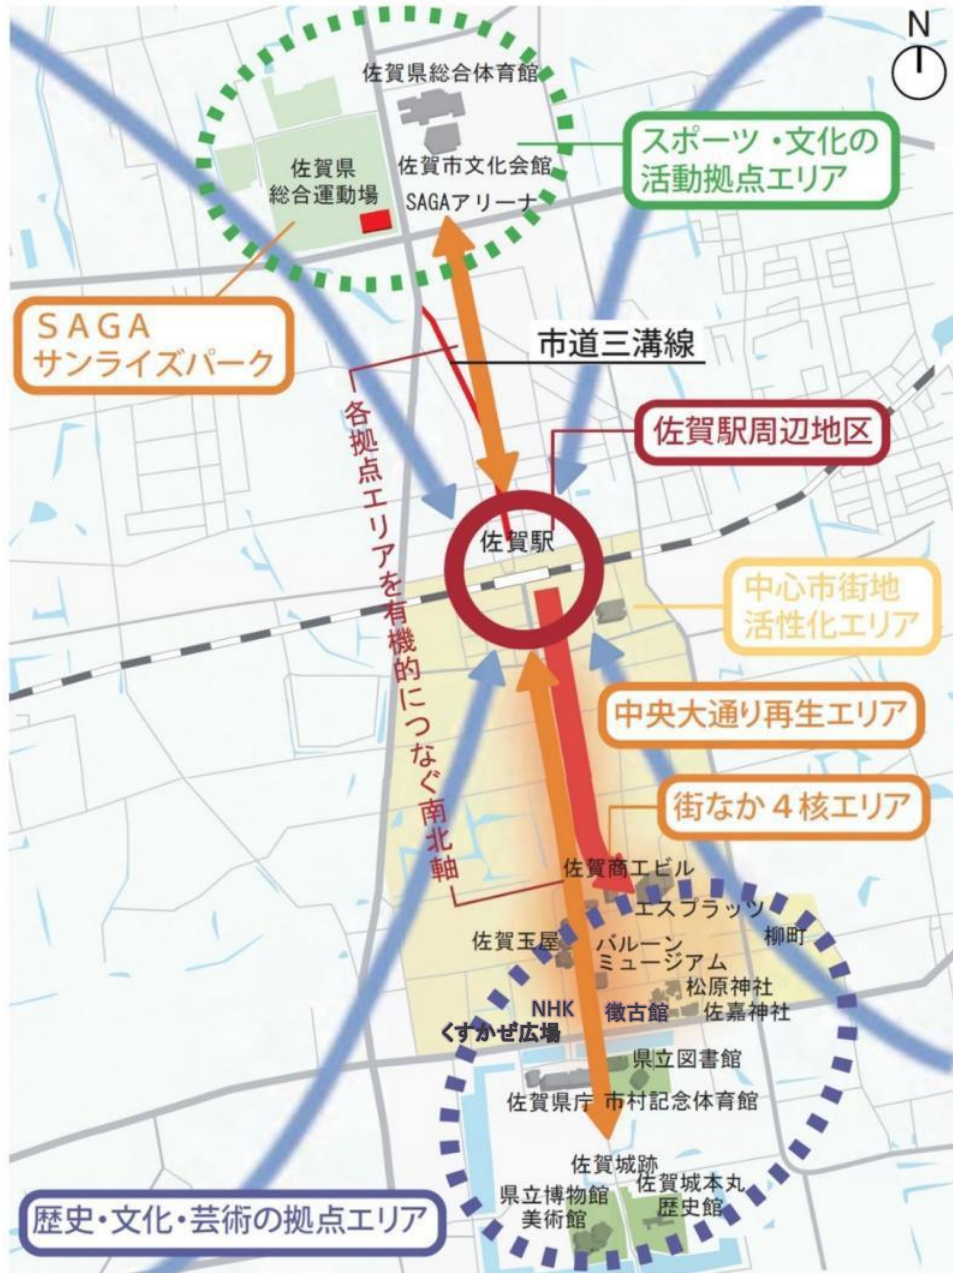 N
佐賀県総合体育館
スポーツ・文化の
活動拠点エリア
佐賀市文化会館
佐賀県
総合運動場
SAGAアリーナ
SAGA
サンライズパーク
市道三溝線
各拠点エリアを有機的につなぐ南北軸
佐賀駅周辺地区
佐賀駅
中心市街地
活性化エリア
中央大通り再生エリア
街なか4核エリア
佐賀商工ビル
エスプラッツ
柳町
佐賀玉屋
バルーン
ミュージアム
松原神社
佐嘉神社
NHK
徴古館
くすかぜ広場
県立図書館
佐賀県庁
市村記念体育館
佐賀城跡
県立博物館
美術館
佐賀城本丸
歴史館
歴史・文化・芸術の拠点エリア